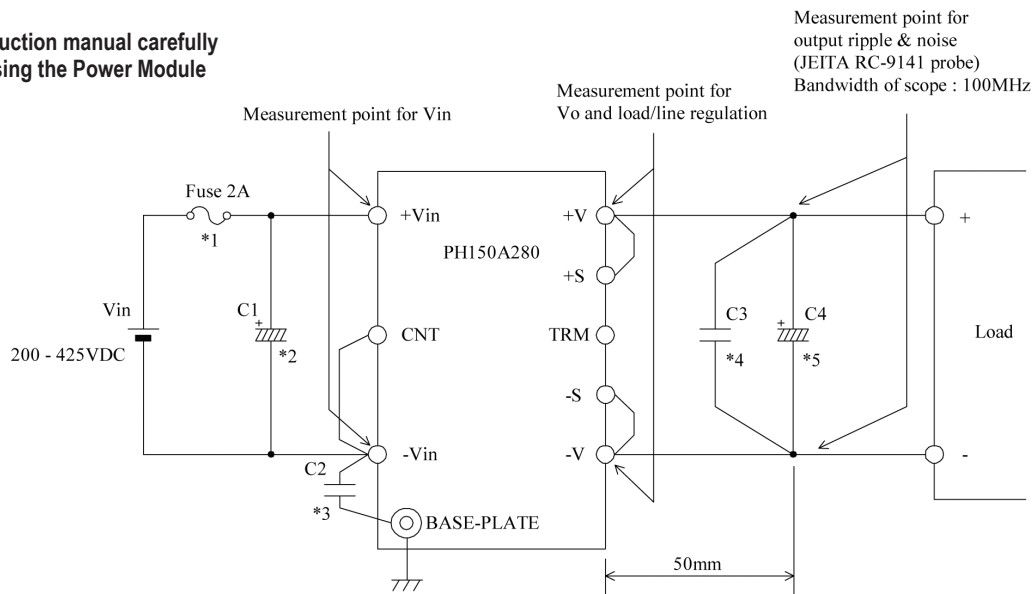 uction manual carefully
sing the Power Module
Measurement point for
output ripple & noise
(JEITA RC-9141 probe)
Bandwidth of scope : 100MHz
Measurement point for
Vo and load/line regulation
Measurement point for Vin
Fuse 2A
*1
+Vin
+V
PH150A280
+S
+
Vin
200 - 425VDC
C1
+
*2
CNT
TRM
C3
*4
+
C4
*5
Load
-S
-Vin
-V
-
C2
*3
BASE-PLATE
50mm